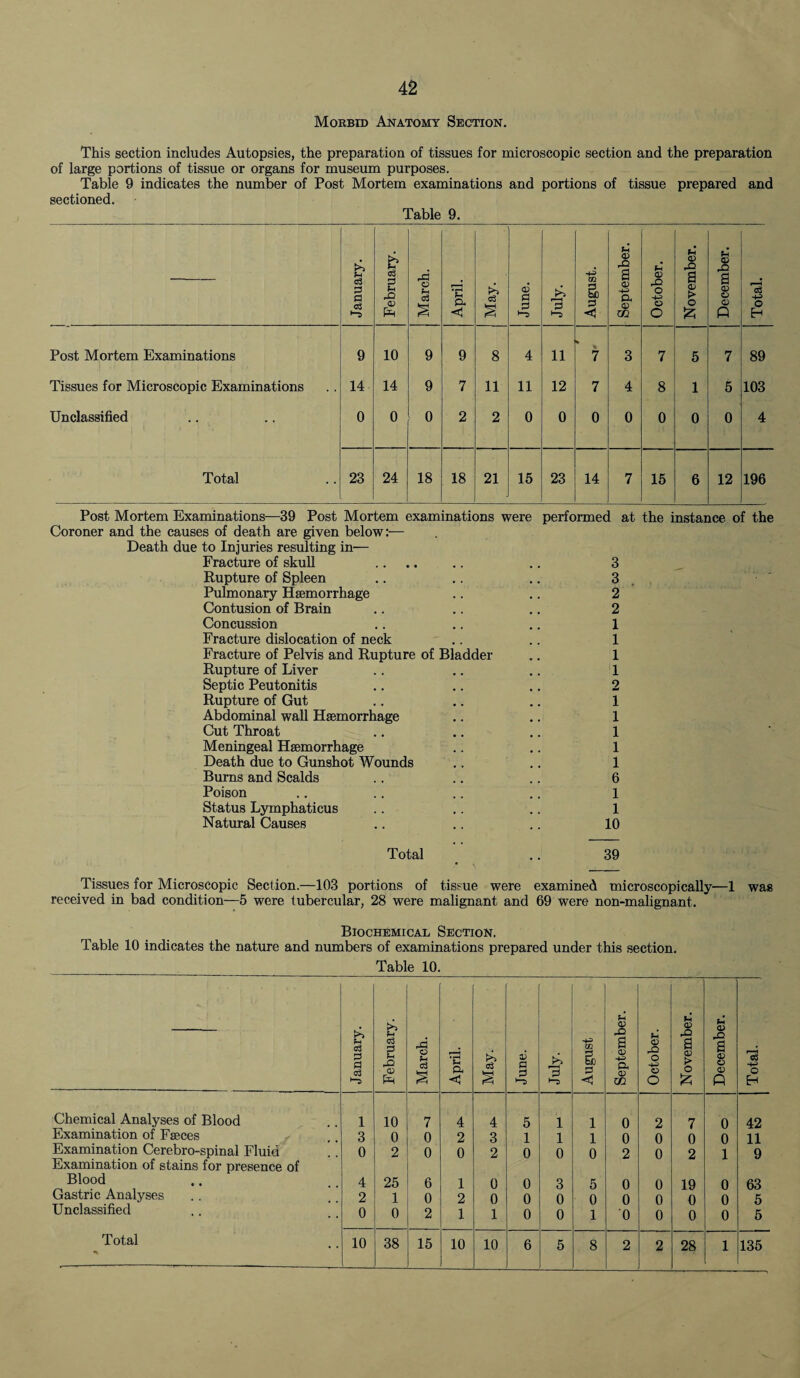 42
Morbid Anatomy Section.
This section includes Autopsies, the preparation of tissues for microscopic section and the preparation
of large portions of tissue or organs for museum purposes.
Table 9 indicates the number of Post Mortem examinations and portions of tissue prepared and
sectioned.
Table 9.
January. February. March. April. May. June. July. August. September. October. November. December. Total.
Post Mortem Examinations 9 10 9 9 8 4 11 7 3 7 5 7 89
Tissues for Microscopic Examinations .. 14 14 9 7 11 11 12 7 4 8 1 5 103
Unclassified .. .. 0 0 0 2 2 0 0 0 0 0 0 0 4
Total .. 23 24 18 18 21 15 23 14 7 15 6 12 196
Post Mortem Examinations—39 Post Mortem examinations were performed at the instance of the
Coroner and the causes of death are given below:—
Death due to Injuries resulting in—
Fracture of skull .. .. .. .. 3
Rupture of Spleen .. .. .. 3
Pulmonary Hæmorrhage .. .. 2
Contusion of Brain .. .. .. 2
Concussion .. .. .. 1
Fracture dislocation of neck .. .. 1
Fracture of Pelvis and Rupture of Bladder .. 1
Rupture of Liver .. .. .. 1
Septic Peutonitis .. .. .. 2
Rupture of Gut .. .. .. 1
Abdominal wall Hæmorrhage .. .. 1
Cut Throat .. .. .. 1
Meningeal Hæmorrhage .. .. 1
Death due to Gunshot Wounds .. .. 1
Burns and Scalds .. .. .. 6
Poison .. .. .. .. 1
Status Lymphaticus .. .. .. 1
Natural Causes .. .. .. 10
Total .. .. 39
Tissues for Microscopic Section.—103 portions of tissue were examined microscopically—1 was
received in bad condition—5 were tubercular, 28 were malignant and 69 were non-malignant.
Biochemical Section.
Table 10 indicates the nature and numbers of examinations prepared under this section.
Table 10.
January. February. March. April. May. June. July. August September. October. November. December. Total.
Chemical Analyses of Blood .. 1 10 7 4 4 5 1 1 0 2 7 0 42
Examination of Fæces .. 3 0 0 2 3 1 1 1 0 0 0 0 11
Examination Cerebro-spinal Fluid .. 0 2 0 0 2 0 0 0 2 0 2 1 9
Examination of stains for presence of
Blood .. .. 4 25 6 1 0 0 3 5 0 0 19 0 63
Gastric Analyses .. .. 2 1 0 2 0 0 0 0 0 0 0 0 5
Unclassified .. .. 0 0 2 1 1 0 0 1 0 0 0 0 5
Total .. 10 38 15 10 10 6 5 8 2 2 28 1 135